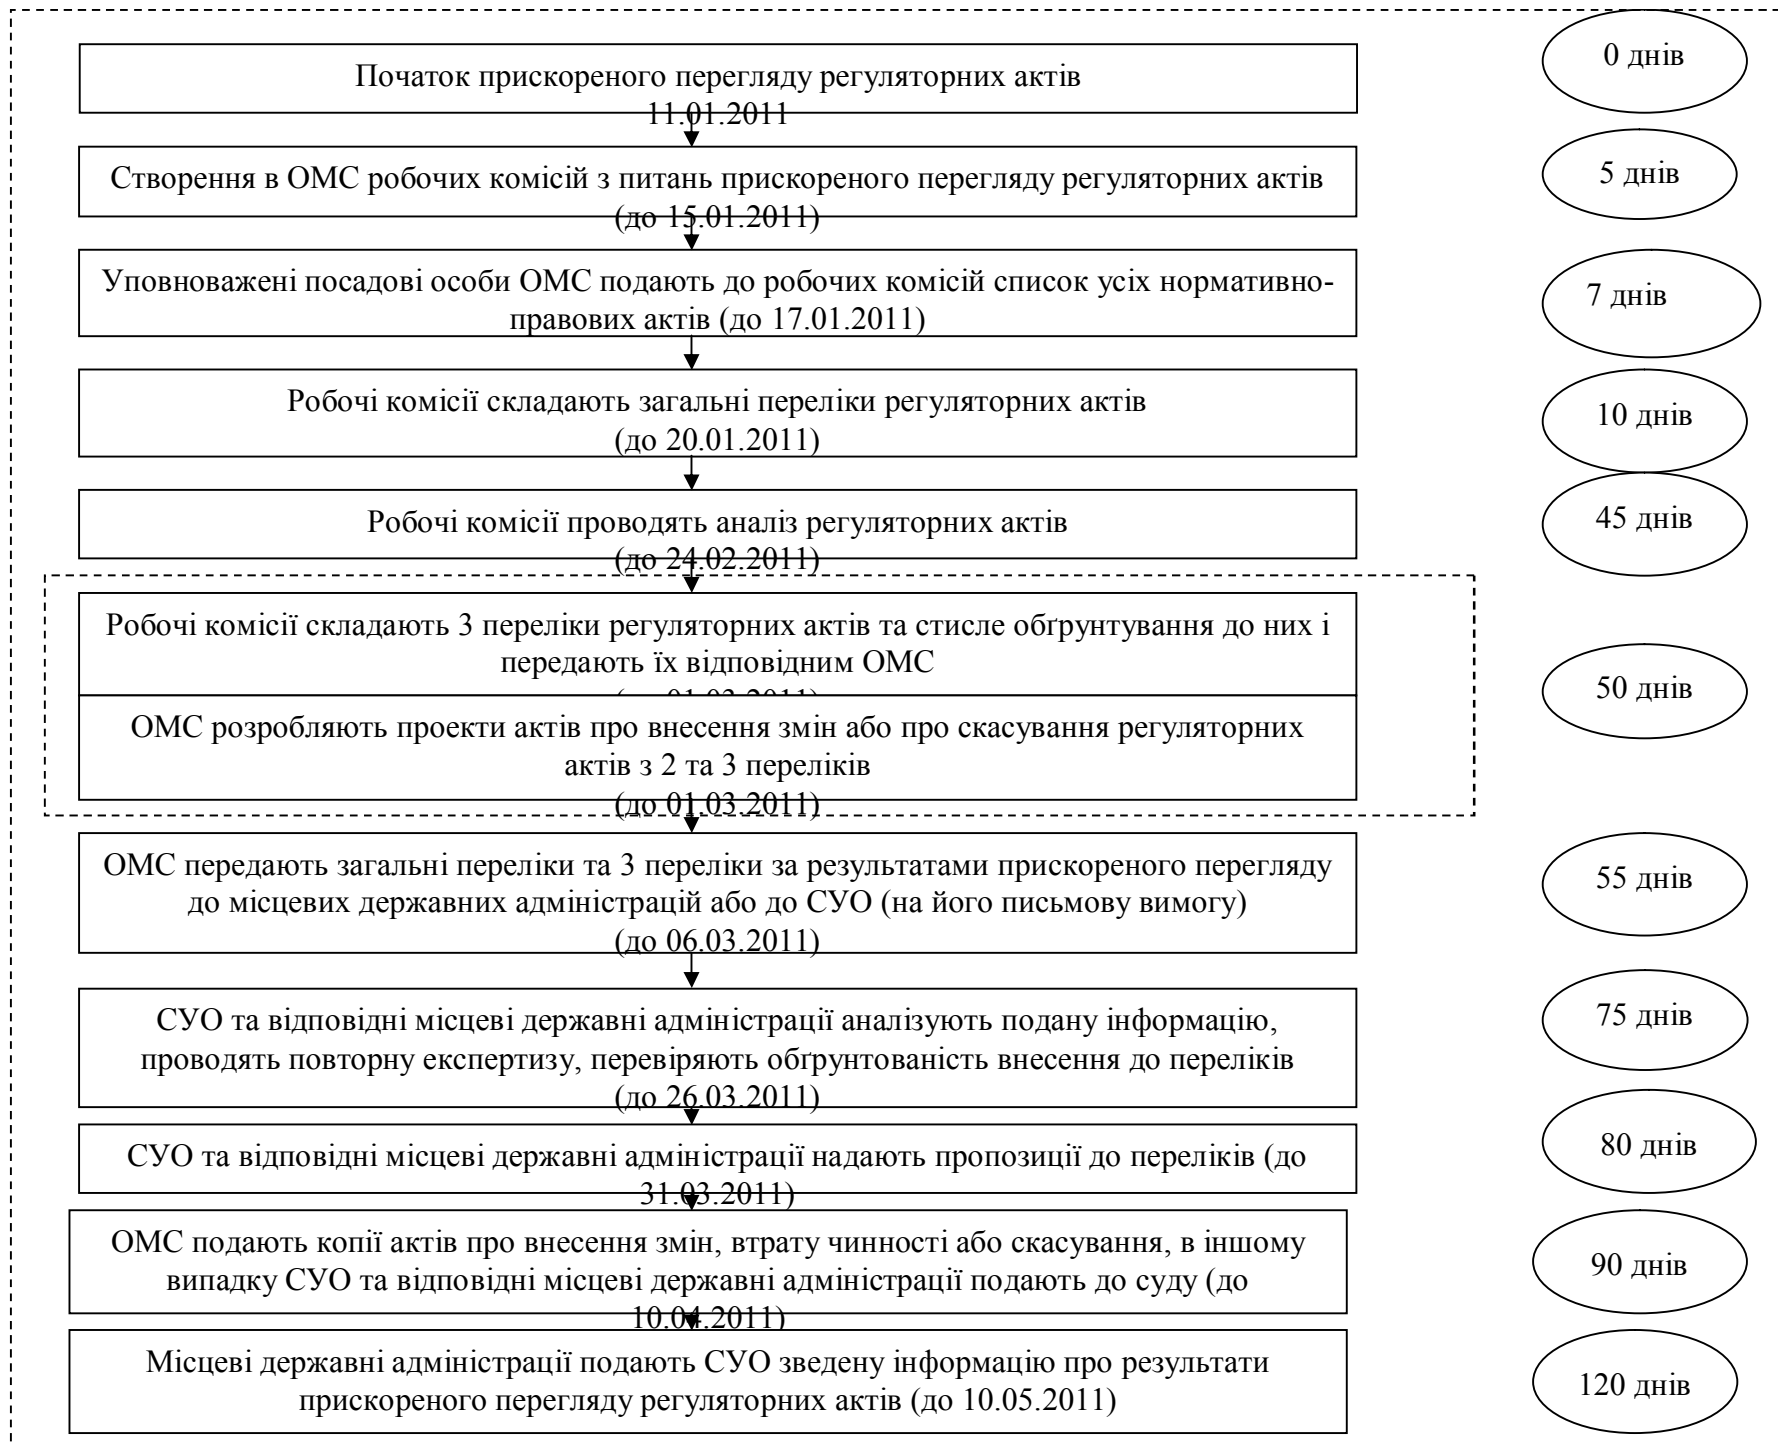 Початок прискореного перегляду регуляторних актів
11.01.2011
0 днів
Створення в ОМС робочих комісій з питань прискореного перегляду регуляторних актів
(до 15.01.2011)
5 днів
Уповноважені посадові особи ОМС подають до робочих комісій список усіх нормативно-
правових актів (до 17.01.2011)
7 днів
Робочі комісії складають загальні переліки регуляторних актів
(до 20.01.2011)
10 днів
Робочі комісії проводять аналіз регуляторних актів
(до 24.02.2011)
45 днів
Робочі комісії складають 3 переліки регуляторних актів та стисле обґрунтування до них і
передають їх відповідним ОМС
(до 01.03.2011)
ОМС розробляють проекти актів про внесення змін або про скасування регуляторних
актів з 2 та 3 переліків
(до 01.03.2011)
50 днів
ОМС передають загальні переліки та 3 переліки за результатами прискореного перегляду
до місцевих державних адміністрацій або до СУО (на його письмову вимогу)
(до 06.03.2011)
55 днів
СУО та відповідні місцеві державні адміністрації аналізують подану інформацію,
проводять повторну експертизу, перевіряють обґрунтованість внесення до переліків
(до 26.03.2011)
75 днів
СУО та відповідні місцеві державні адміністрації надають пропозиції до переліків (до
31.03.2011)
80 днів
ОМС подають копії актів про внесення змін, втрату чинності або скасування, в іншому
випадку СУО та відповідні місцеві державні адміністрації подають до суду (до
10.04.2011)
90 днів
Місцеві державні адміністрації подають СУО зведену інформацію про результати
прискореного перегляду регуляторних актів (до 10.05.2011)
120 днів